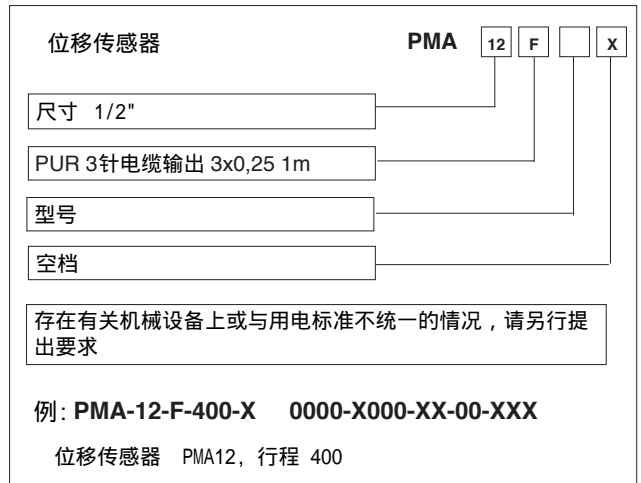 位移传感器 PMA 12 F X
尺寸 1/2"
PUR 3针电缆输出 3x0,25 1m
型号
空档
存在有关机械设备上或与用电标准不统一的情况，请另行提
出要求
例: PMA-12-F-400-X 0000-X000-XX-00-XXX
位移传感器 PMA12, 行程 400